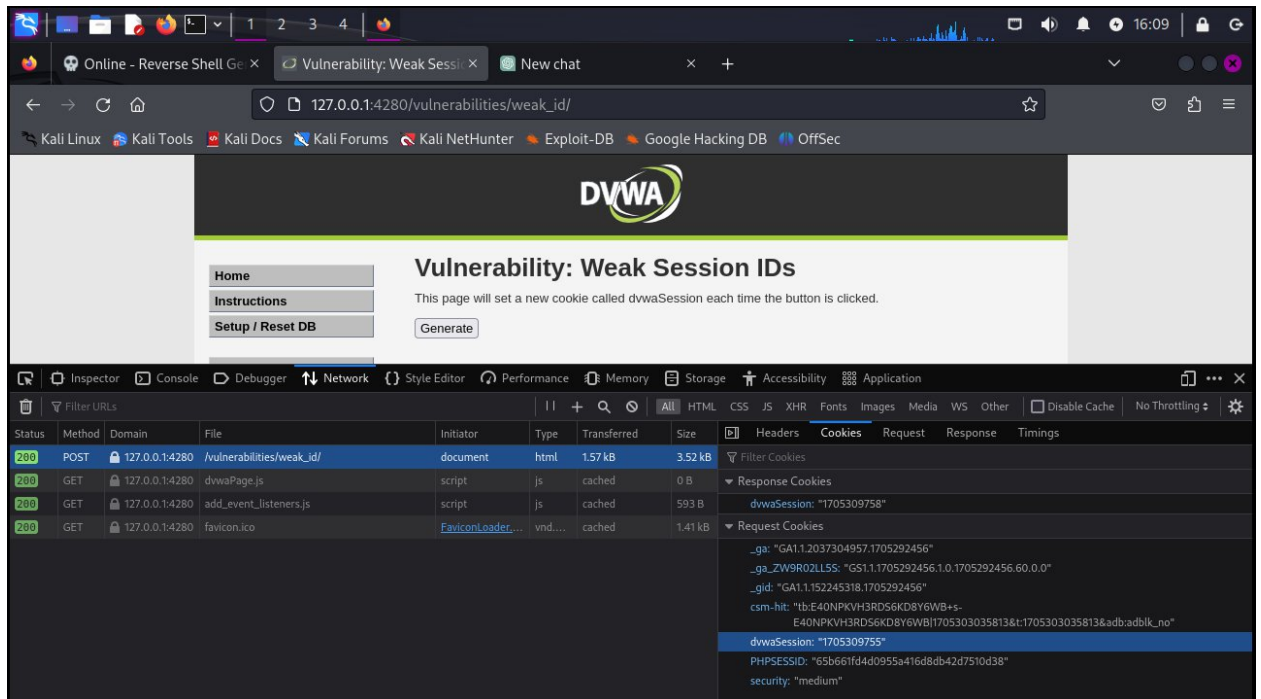 1 2 3 4 16:09
Online - Reverse Shell Ge Vulnerability: Weak Sessio New chat
127.0.0.1:4280/vulnerabilities/weak_id/
Kali Linux Kali Tools Kali Docs Kali Forums Kali NetHunter Exploit-DB Google Hacking DB OffSec
DVWA
Home
Instructions
Setup / Reset DB
Vulnerability: Weak Session IDs
This page will set a new cookie called dvwaSession each time the button is clicked.
Generate
Inspector Console Debugger Network Style Editor Performance Memory Storage Accessibility Application
Filter URLs All HTML CSS JS XHR Fonts Images Media WS Other Disable Cache No Throttling
Status Method Domain File Initiator Type Transferred Size
200 POST 127.0.0.1:4280 /vulnerabilities/weak_id/ document html 1.57 kB 3.52 kB
200 GET 127.0.0.1:4280 dvwaPage.js script js cached 0 B
200 GET 127.0.0.1:4280 add_event_listeners.js script js cached 593 B
200 GET 127.0.0.1:4280 favicon.ico FaviconLoader.... vnd.... cached 1.41 kB
Headers Cookies Request Response Timings
Filter Cookies
Response Cookies
dvwaSession: "1705309758"
Request Cookies
_ga: "GA1.1.2037304957.1705292456"
_ga_ZW9R02LL5S: "GS1.1.1705292456.1.0.1705292456.60.0.0"
_gid: "GA1.1.152245318.1705292456"
csm-hit: "tb:E40NPKVH3RDS6KD8Y6WB+s-
E40NPKVH3RDS6KD8Y6WB|1705303035813&t:1705303035813&adb:adblk_no"
dvwaSession: "1705309755"
PHPSESSID: "65b661fd4d0955a416d8db42d7510d38"
security: "medium"